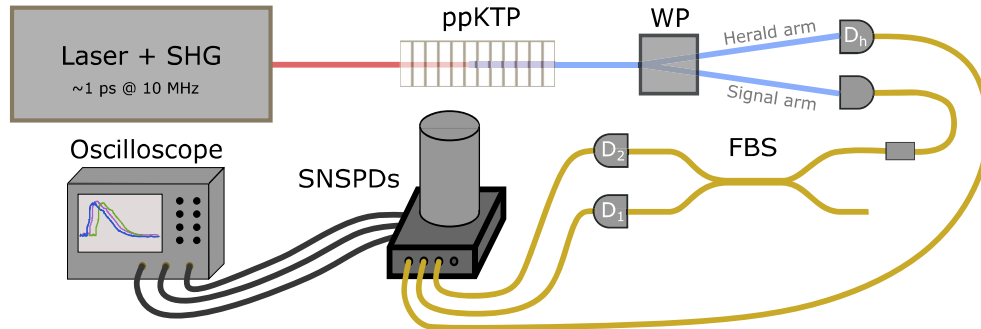 Laser + SHG
~1 ps @ 10 MHz
ppKTP
WP
Herald arm
Signal arm
Dh
Oscilloscope
SNSPDs
D2
D1
FBS